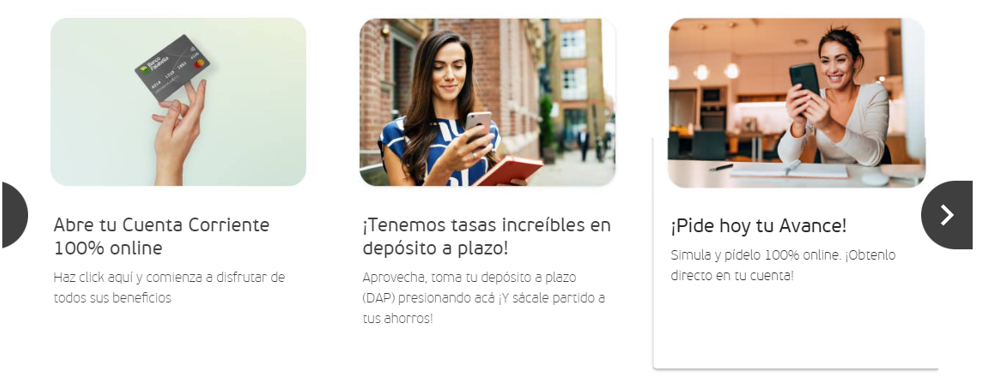 Banco
Falabella
Abre tu Cuenta Corriente
100% online
Haz click aquí y comienza a disfrutar de
todos sus beneficios
¡Tenemos tasas increíbles en
depósito a plazo!
Aprovecha, toma tu depósito a plazo
(DAP) presionando acá ¡Y sácale partido a
tus ahorros!
¡Pide hoy tu Avance!
Simula y pídelo 100% online. ¡Obtenlo
directo en tu cuenta!